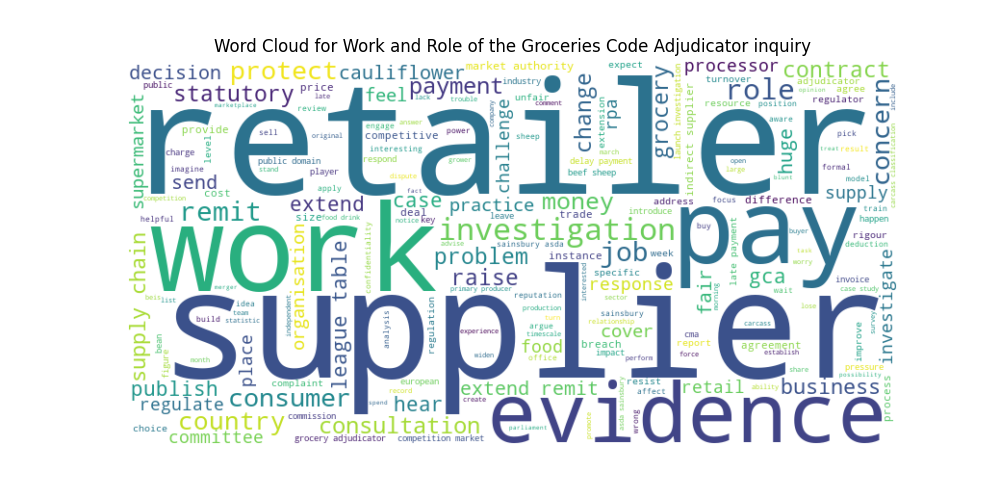 Word Cloud for Work and Role of the Groceries Code Adjudicator inquiry
decision
protect
cauliflower
market authority
expect
processor
contract
public
statutory
price
feel
payment
industry
unfair
change
turnover
adjudicator
late
lack
trouble
role
resource
position
opinion
agree
marketplace
review
company
comment
extension
rpa
grocery
launch investigation
regulator
concern
include
supermarket
provide
level
sell
original
engage
answer
power
challenge
sheep
indirect supplier
huge
aware
pick
treat
result
retailer
charge
public domain
interesting
competitive
grower
delay payment
open
large
formal
carcass classification
imagine
stand
player
respond
beef sheep
march
model
blunt
send
cost
apply
dispute
fact
supply
train
competition
extend
case
practice
leave
money
address
focus
difference
happen
helpful
remit
size
food drink
notice
deal
key
trade
introduce
buy
buyer
rigour
work
investigation
pay
task
deduction
supply chain
organisation
league table
confidentiality
advise
sainsbury asda
instance
job
week
late payment
worry
problem
interested
specific
fair
gca
invoice
investigate
beis
merger
raise
response
morning
wait
case study
list
idea
independent
primary producer
reputation
sector
sainsbury
lose
survey
team
build
statistic
analysis
regulation
production
turn
relationship
cover
cma
carcass
improve
supplier
experience
argue
timescale
breach
report
agreement
establish
bean
figure
place
widen
food
office
impact
perform
force
share
pressure
month
possibility
publish
complaint
european
record
extend remit
resist
affect
retail
ability
business
process
regulate
consumer
spend
hear
create
asda sainsbury
wrong
promote
evidence
choice
country
commission
consultation
parliament
committee
grocery adjudicator
competition market